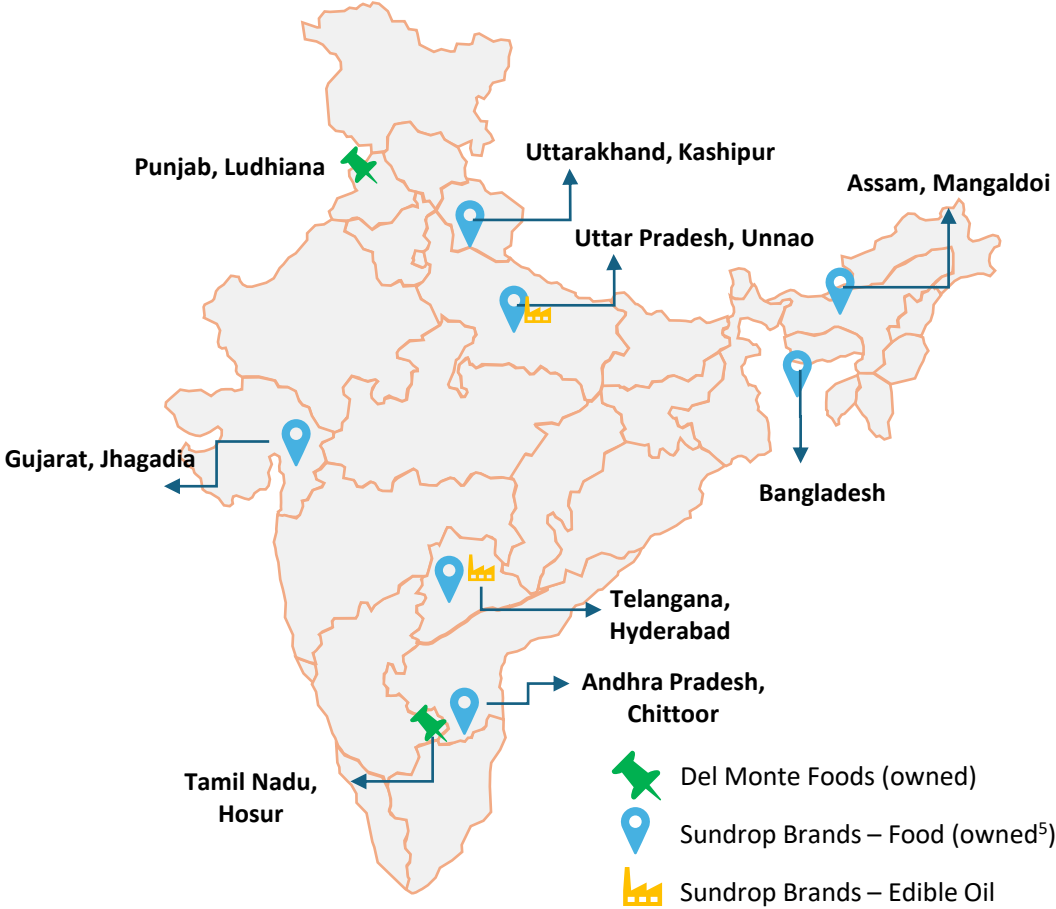 Punjab, Ludhiana
Uttarakhand, Kashipur
Assam, Mangaldoi
Uttar Pradesh, Unnao
Gujarat, Jhagadia
Bangladesh
Telangana,
Hyderabad
Andhra Pradesh,
Chittoor
Tamil Nadu,
Hosur
Del Monte Foods (owned)
Sundrop Brands – Food (owned⁵)
Sundrop Brands – Edible Oil